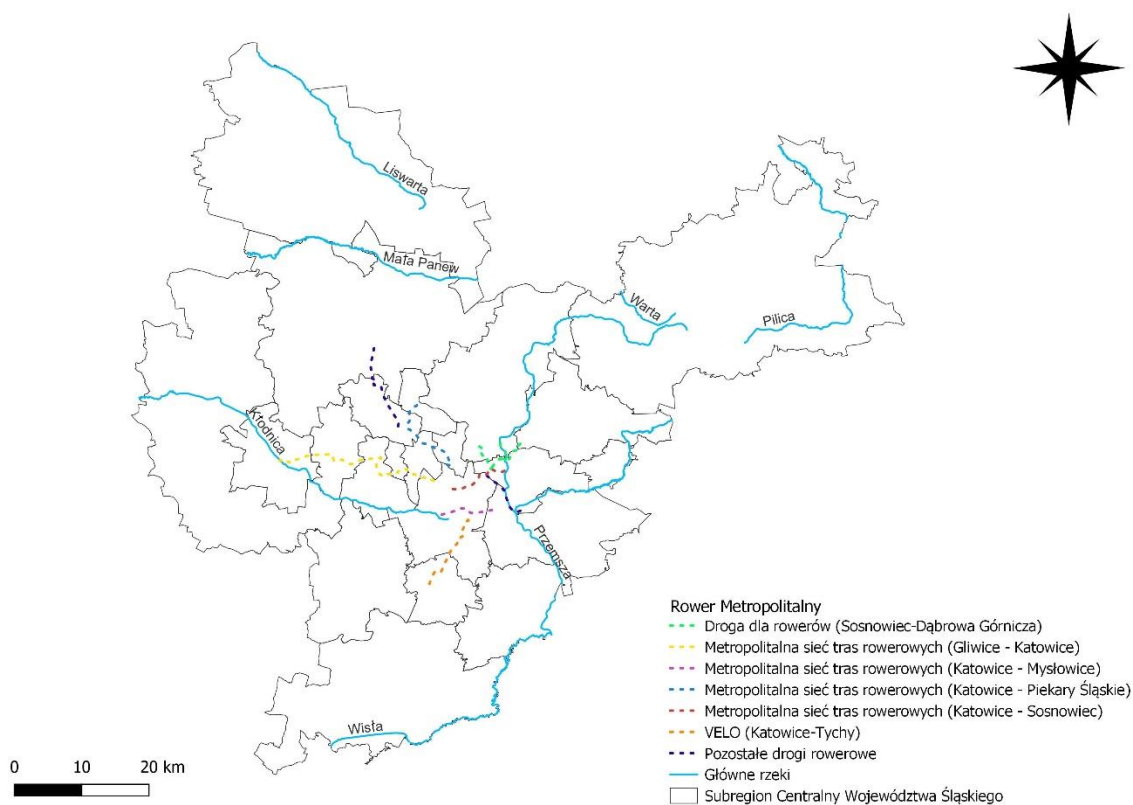 Liswarta
Mała Panew
Warta
Pilica
Kłodnica
Przemsza
Wisła
Rower Metropolitalny
Droga dla rowerów (Sosnowiec-Dąbrowa Górnicza)
Metropolitalna sieć tras rowerowych (Gliwice - Katowice)
Metropolitalna sieć tras rowerowych (Katowice - Mysłowice)
Metropolitalna sieć tras rowerowych (Katowice - Piekary Śląskie)
Metropolitalna sieć tras rowerowych (Katowice - Sosnowiec)
VELO (Katowice-Tychy)
Pozostałe drogi rowerowe
Główne rzeki
Subregion Centralny Województwa Śląskiego
0 10 20 km